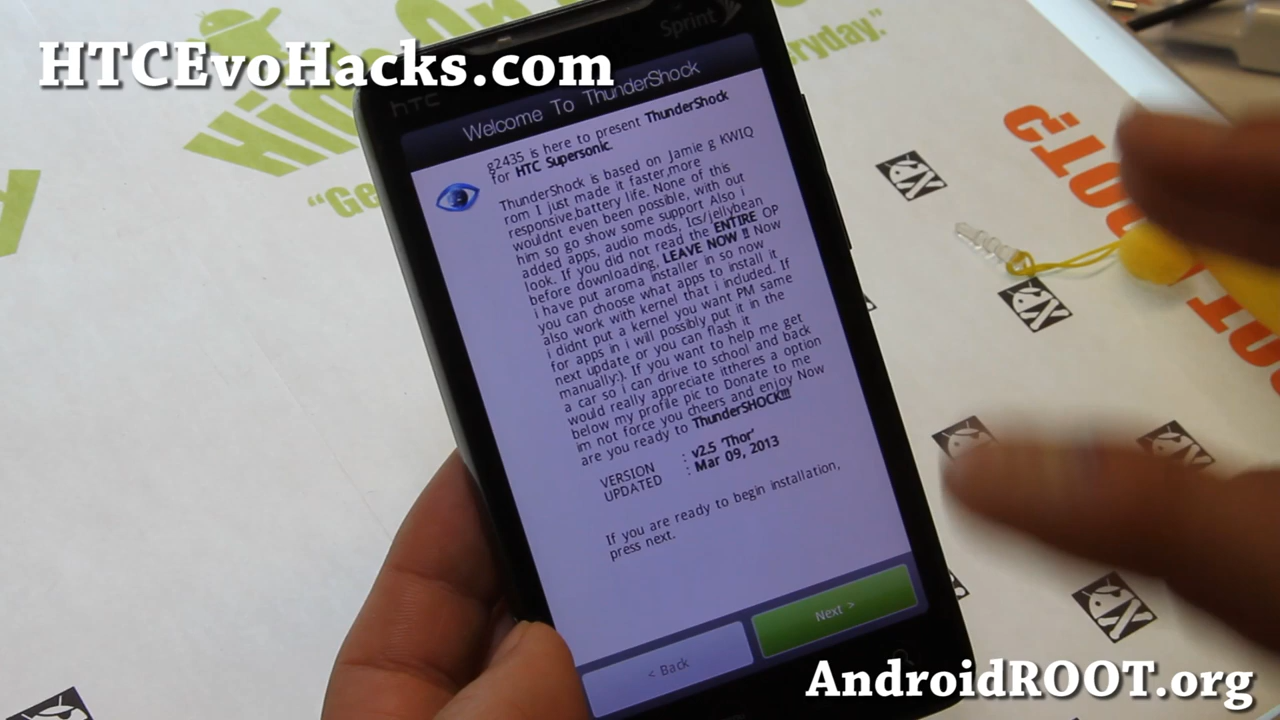 HTCEvoHacks.com
Sprint
hTC
everyday."
"Ge
Welcome To ThunderShock
g2435 is here to present ThunderShock
for HTC Supersonic.
ThunderShock is based on Jamie g KWIQ
rom I just made it faster,more
responsive,battery life. None of this
wouldnt even been possible, with out
him so go show some support Also i
added apps, audio mods, Ics/jellybean
look. If you did not read the ENTIRE OP
before downloading, LEAVE NOW !! Now
i have put aroma installer in so now
you can choose what apps to install it
also work with kernel that i included. If
i didnt put a kernel you want PM same
for apps in i will possibly put it in the
next update or you can flash it
manually:). If you want to help me get
a car so i can drive to school and back
would really appreciate ittheres a option
below my profile pic to Donate to me
im not force you cheers and enjoy Now
are you ready to ThunderSHOCK!!!
VERSION : v2.5 'Thor'
UPDATED : Mar 09, 2013
If you are ready to begin installation,
press next.
< Back
Next >
AndroidROOT.org